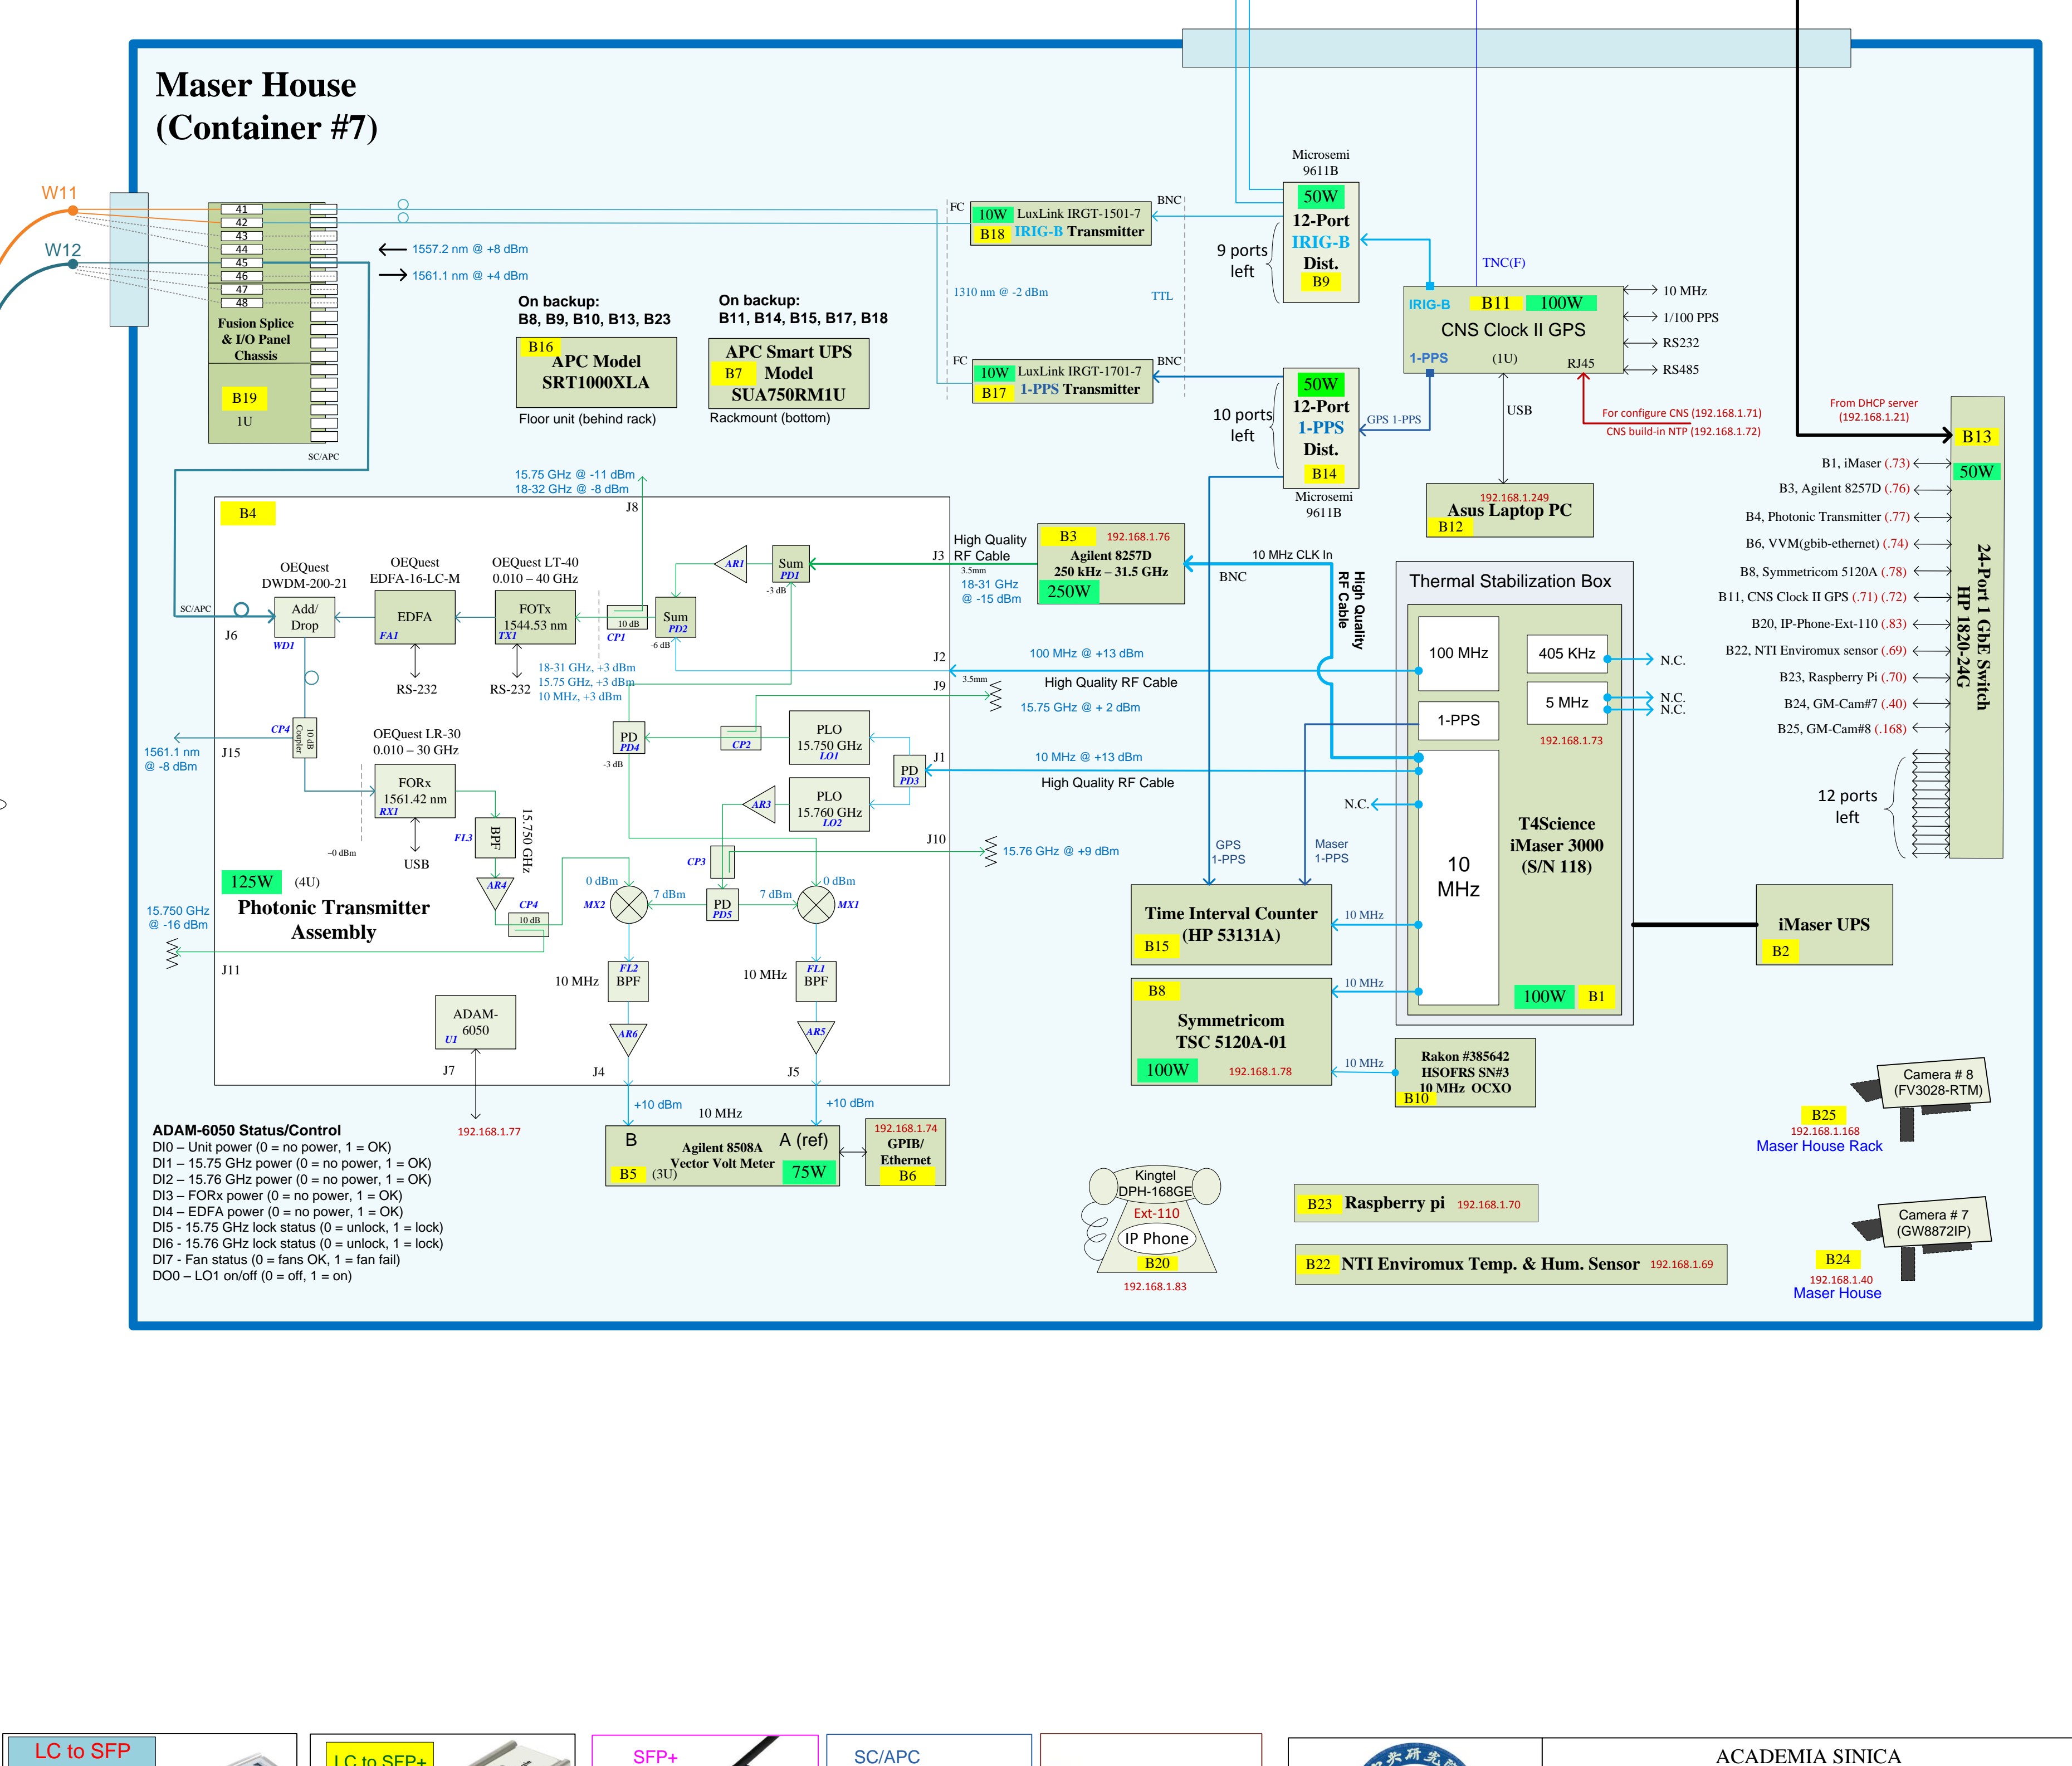 Maser House
(Container #7)
W11
W12
41
42
43
44
45
46
47
48
Fusion Splice
& I/O Panel
Chassis
B19
1U
SC/APC
1557.2 nm @ +8 dBm
1561.1 nm @ +4 dBm
On backup:
B8, B9, B10, B13, B23
B16
APC Model
SRT1000XLA
Floor unit (behind rack)
On backup:
B11, B14, B15, B17, B18
APC Smart UPS
B7 Model
SUA750RM1U
Rackmount (bottom)
FC
10W LuxLink IRGT-1501-7
B18 IRIG-B Transmitter
BNC
1310 nm @ -2 dBm
TTL
FC
10W LuxLink IRGT-1701-7
B17 1-PPS Transmitter
BNC
Microsemi
9611B
50W
12-Port
IRIG-B
Dist.
B9
9 ports
left
50W
12-Port
1-PPS
Dist.
B14
Microsemi
9611B
10 ports
left
GPS 1-PPS
TNC(F)
IRIG-B B11 100W
CNS Clock II GPS
1-PPS (1U) RJ45
10 MHz
1/100 PPS
RS232
RS485
USB
For configure CNS (192.168.1.71)
CNS build-in NTP (192.168.1.72)
192.168.1.249
Asus Laptop PC
B12
From DHCP server
(192.168.1.21)
B13
50W
24-Port 1 GbE Switch
HP 1820-24G
B1, iMaser (.73)
B3, Agilent 8257D (.76)
B4, Photonic Transmitter (.77)
B6, VVM(gbib-ethernet) (.74)
B8, Symmetricom 5120A (.78)
B11, CNS Clock II GPS (.71) (.72)
B20, IP-Phone-Ext-110 (.83)
B22, NTI Enviromux sensor (.69)
B23, Raspberry Pi (.70)
B24, GM-Cam#7 (.40)
B25, GM-Cam#8 (.168)
12 ports
left
15.75 GHz @ -11 dBm
18-32 GHz @ -8 dBm
J8
B4
OEQuest
DWDM-200-21
Add/
Drop
WD1
SC/APC
J6
OEQuest
EDFA-16-LC-M
EDFA
FA1
RS-232
OEQuest LT-40
0.010 – 40 GHz
FOTx
1544.53 nm
TX1
RS-232
10 dB
CP1
18-31 GHz, +3 dBm
15.75 GHz, +3 dBm
10 MHz, +3 dBm
AR1
Sum
PD1
-3 dB
Sum
PD2
-6 dB
J3
High Quality
RF Cable
3.5mm
18-31 GHz
@ -15 dBm
B3 192.168.1.76
Agilent 8257D
250 kHz – 31.5 GHz
250W
10 MHz CLK In
BNC
High Quality
RF Cable
J2
100 MHz @ +13 dBm
High Quality RF Cable
J9
3.5mm
15.75 GHz @ + 2 dBm
CP4
10 dB
Coupler
1561.1 nm
@ -8 dBm
J15
OEQuest LR-30
0.010 – 30 GHz
FORx
1561.42 nm
RX1
~0 dBm
USB
FL3
BPF
15.750 GHz
AR4
CP4
10 dB
PD
PD4
-3 dB
CP2
PLO
15.750 GHz
LO1
PD
PD3
J1
10 MHz @ +13 dBm
High Quality RF Cable
AR3
PLO
15.760 GHz
LO2
CP3
J10
15.76 GHz @ +9 dBm
125W (4U)
Photonic Transmitter
Assembly
15.750 GHz
@ -16 dBm
J11
0 dBm
MX2
7 dBm
PD
PD5
7 dBm
0 dBm
MX1
10 MHz
FL2
BPF
10 MHz
FL1
BPF
AR6
AR5
ADAM-
6050
U1
J7
J4
J5
192.168.1.77
+10 dBm
10 MHz
+10 dBm
B A (ref)
Agilent 8508A
Vector Volt Meter
B5 (3U) 75W
192.168.1.74
GPIB/
Ethernet
B6
Thermal Stabilization Box
100 MHz
405 KHz
N.C.
5 MHz
N.C.
N.C.
1-PPS
192.168.1.73
N.C.
10
MHz
T4Science
iMaser 3000
(S/N 118)
100W B1
GPS
1-PPS
Maser
1-PPS
Time Interval Counter
(HP 53131A)
B15
10 MHz
B8
Symmetricom
TSC 5120A-01
100W 192.168.1.78
10 MHz
10 MHz
Rakon #385642
HSOFRS SN#3
10 MHz OCXO
B10
iMaser UPS
B2
ADAM-6050 Status/Control
DI0 – Unit power (0 = no power, 1 = OK)
DI1 – 15.75 GHz power (0 = no power, 1 = OK)
DI2 – 15.76 GHz power (0 = no power, 1 = OK)
DI3 – FORx power (0 = no power, 1 = OK)
DI4 – EDFA power (0 = no power, 1 = OK)
DI5 - 15.75 GHz lock status (0 = unlock, 1 = lock)
DI6 - 15.76 GHz lock status (0 = unlock, 1 = lock)
DI7 - Fan status (0 = fans OK, 1 = fan fail)
DO0 – LO1 on/off (0 = off, 1 = on)
Kingtel
DPH-168GE
Ext-110
IP Phone
B20
192.168.1.83
B23 Raspberry pi 192.168.1.70
B22 NTI Enviromux Temp. & Hum. Sensor 192.168.1.69
Camera # 8
(FV3028-RTM)
B25
192.168.1.168
Maser House Rack
Camera # 7
(GW8872IP)
B24
192.168.1.40
Maser House
LC to SFP
LC to SFP+
SFP+
SC/APC
ACADEMIA SINICA